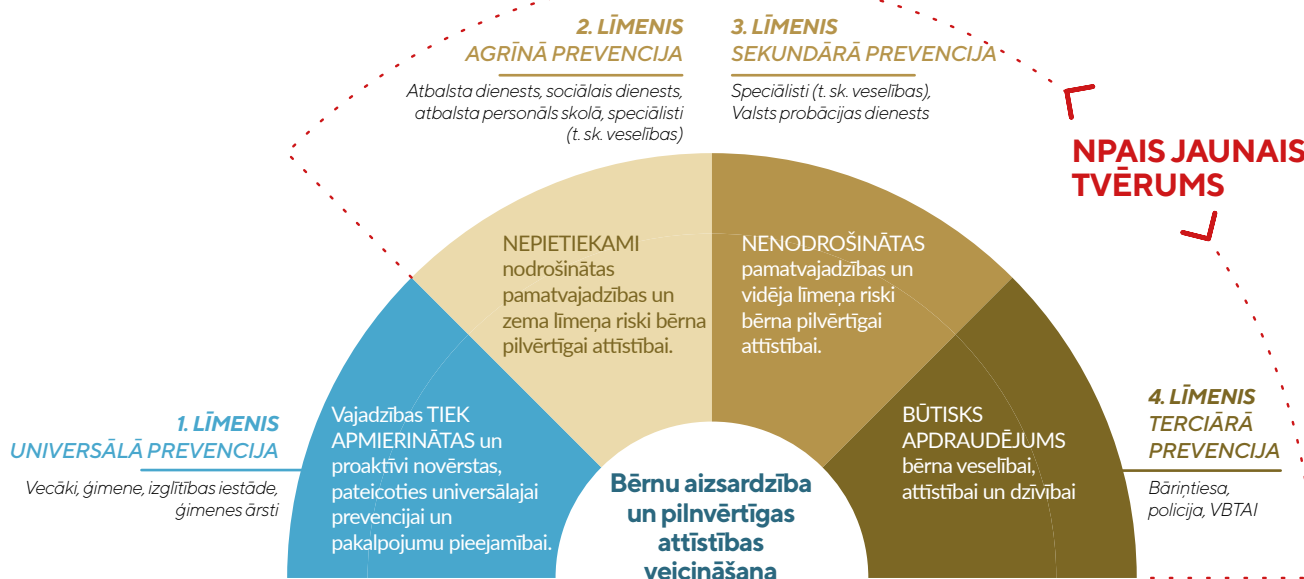 2. LĪMENIS
AGRĪNĀ PREVENCIJA
Atbalsta dienests, sociālais dienests,
atbalsta personāls skolā, speciālisti
(t. sk. veselības)
3. LĪMENIS
SEKUNDĀRĀ PREVENCIJA
Speciālisti (t. sk. veselības),
Valsts probācijas dienests
NPAIS JAUNAIS
TVĒRUMS
NEPIETIEKAMI
nodrošinātas
pamatvajadzības un
zema līmeņa riski bērna
pilvērtīgai attīstībai.
NENODROŠINĀTAS
pamatvajadzības un
vidēja līmeņa riski
bērna pilvērtīgai
attīstībai.
1. LĪMENIS
UNIVERSĀLĀ PREVENCIJA
Vecāki, ģimene, izglītības iestāde,
ģimenes ārsti
Vajadzības TIEK
APMIERINĀTAS un
proaktīvi novērstas,
pateicoties universālajai
prevencijai un
pakalpojumu pieejamībai.
BŪTISKS
APDRAUDĒJUMS
bērna veselībai,
attīstībai un dzīvībai
4. LĪMENIS
TERCIĀRĀ
PREVENCIJA
Bāriņtiesa,
policija, VBTAI
Bērnu aizsardzība
un pilnvērtīgas
attīstības
veicināšana